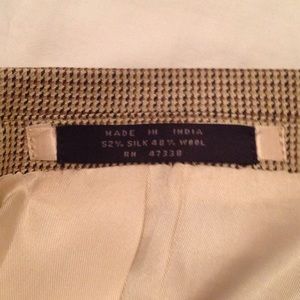 MADE IN INDIA
52% SILK 48% WOOL
RN 47338